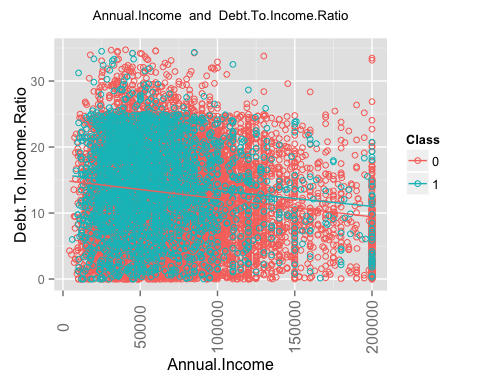 Annual.Income and Debt.To.Income.Ratio
Debt.To.Income.Ratio
30
20
10
0
0
50000
100000
150000
200000
Annual.Income
Class
0
1